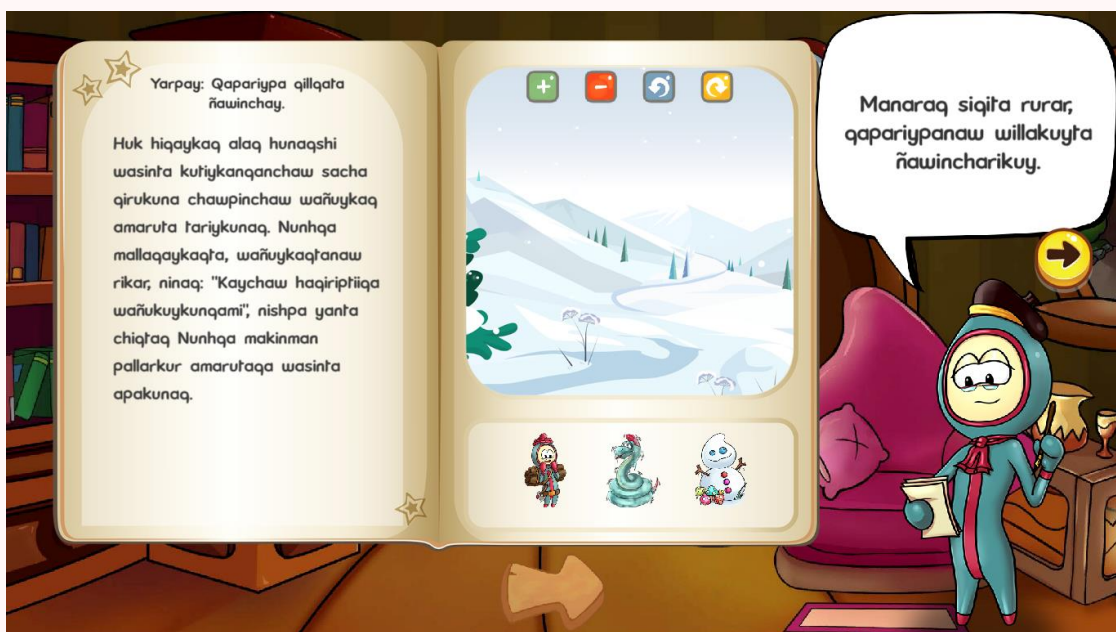 Yarpay: Qapariypa qillqata
ñawinchay.
Huk hiqaykaq alaq hunaqshi
wasinta kutiykanqanchaw sacha
qirukuna chawpinchaw wañuykaq
amaruta tariykunaq. Nunhqa
mallaqaykaqta, wañuykaqtanaw
rikar, ninaq: "Kaychaw haqiriptiiqa
wañukuykunqami", nishpa yanta
chiqtaq Nunhqa makinman
pallarkur amarutaqa wasinta
apakunaq.
Manaraq siqita rurar,
qapariypanaw willakuyta
ñawincharikuy.